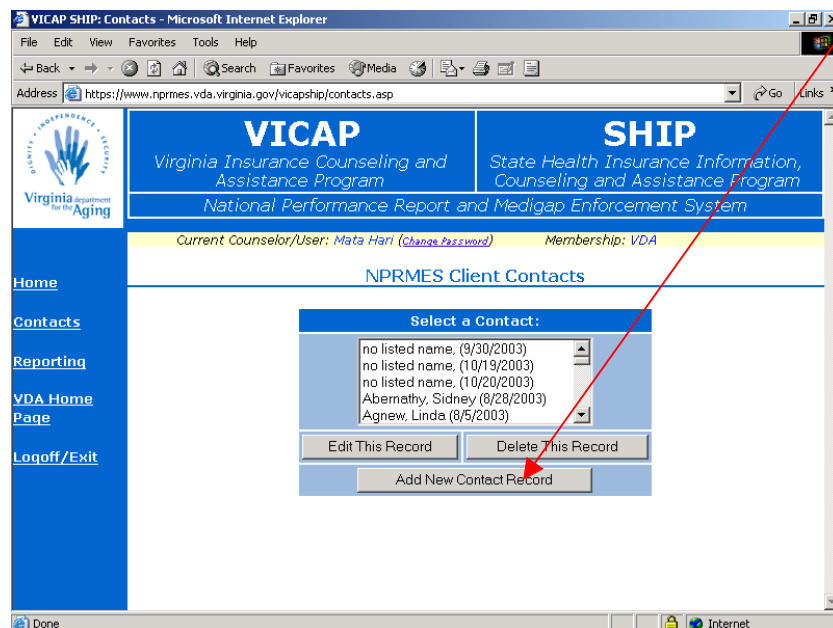 VICAP SHIP: Contacts - Microsoft Internet Explorer
File Edit View Favorites Tools Help
Back Search Favorites Media
Address https://www.nprmes.vda.virginia.gov/vicapship/contacts.asp Go Links
DIGNITY • INDEPENDENCE • SECURITY
Virginia department for the Aging
VICAP
Virginia Insurance Counseling and
Assistance Program
SHIP
State Health Insurance Information,
Counseling and Assistance Program
National Performance Report and Medigap Enforcement System
Current Counselor/User: Mata Hari (Change Password) Membership: VDA
Home
Contacts
Reporting
VDA Home
Page
Logoff/Exit
NPRMES Client Contacts
Select a Contact:
no listed name, (9/30/2003)
no listed name, (10/19/2003)
no listed name, (10/20/2003)
Abernathy, Sidney (8/28/2003)
Agnew, Linda (8/5/2003)
Edit This Record Delete This Record
Add New Contact Record
Done Internet